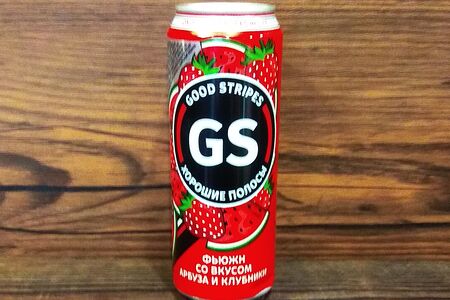 GOOD STRIPES
GS
ХОРОШИЕ ПОЛОСЫ
ФЬЮЖН
СО ВКУСОМ
АРБУЗА И КЛУБНИКИ